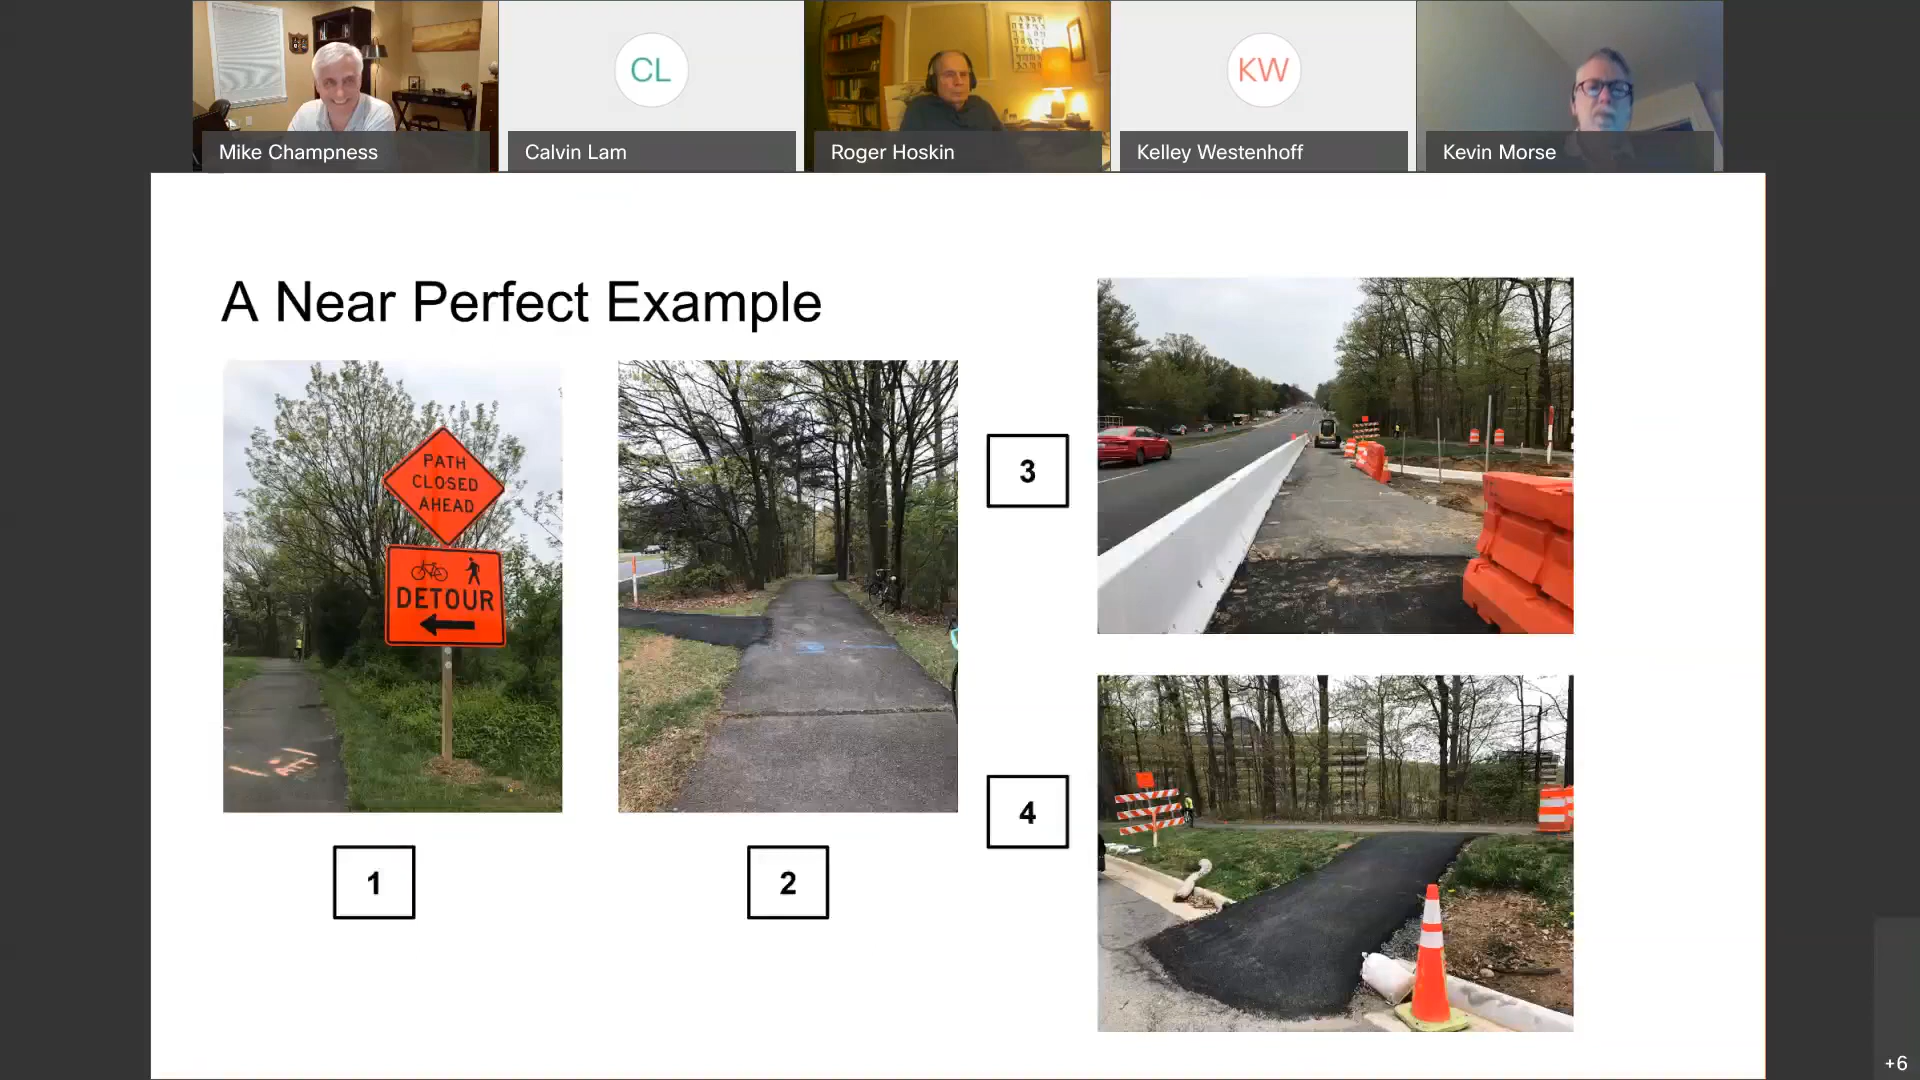 Mike Champness
CL
Calvin Lam
Roger Hoskin
KW
Kelley Westenhoff
Kevin Morse
A Near Perfect Example
PATH
CLOSED
AHEAD
DETOUR
1
2
3
4
+6